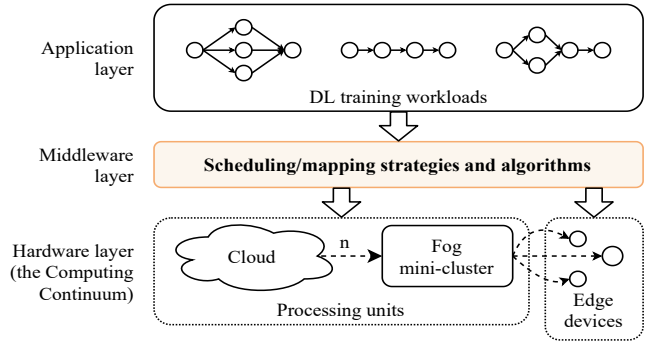 Application
layer
DL training workloads
Middleware
layer
Scheduling/mapping strategies and algorithms
Hardware layer
(the Computing
Continuum)
Cloud
n
Fog
mini-cluster
Processing units
Edge
devices